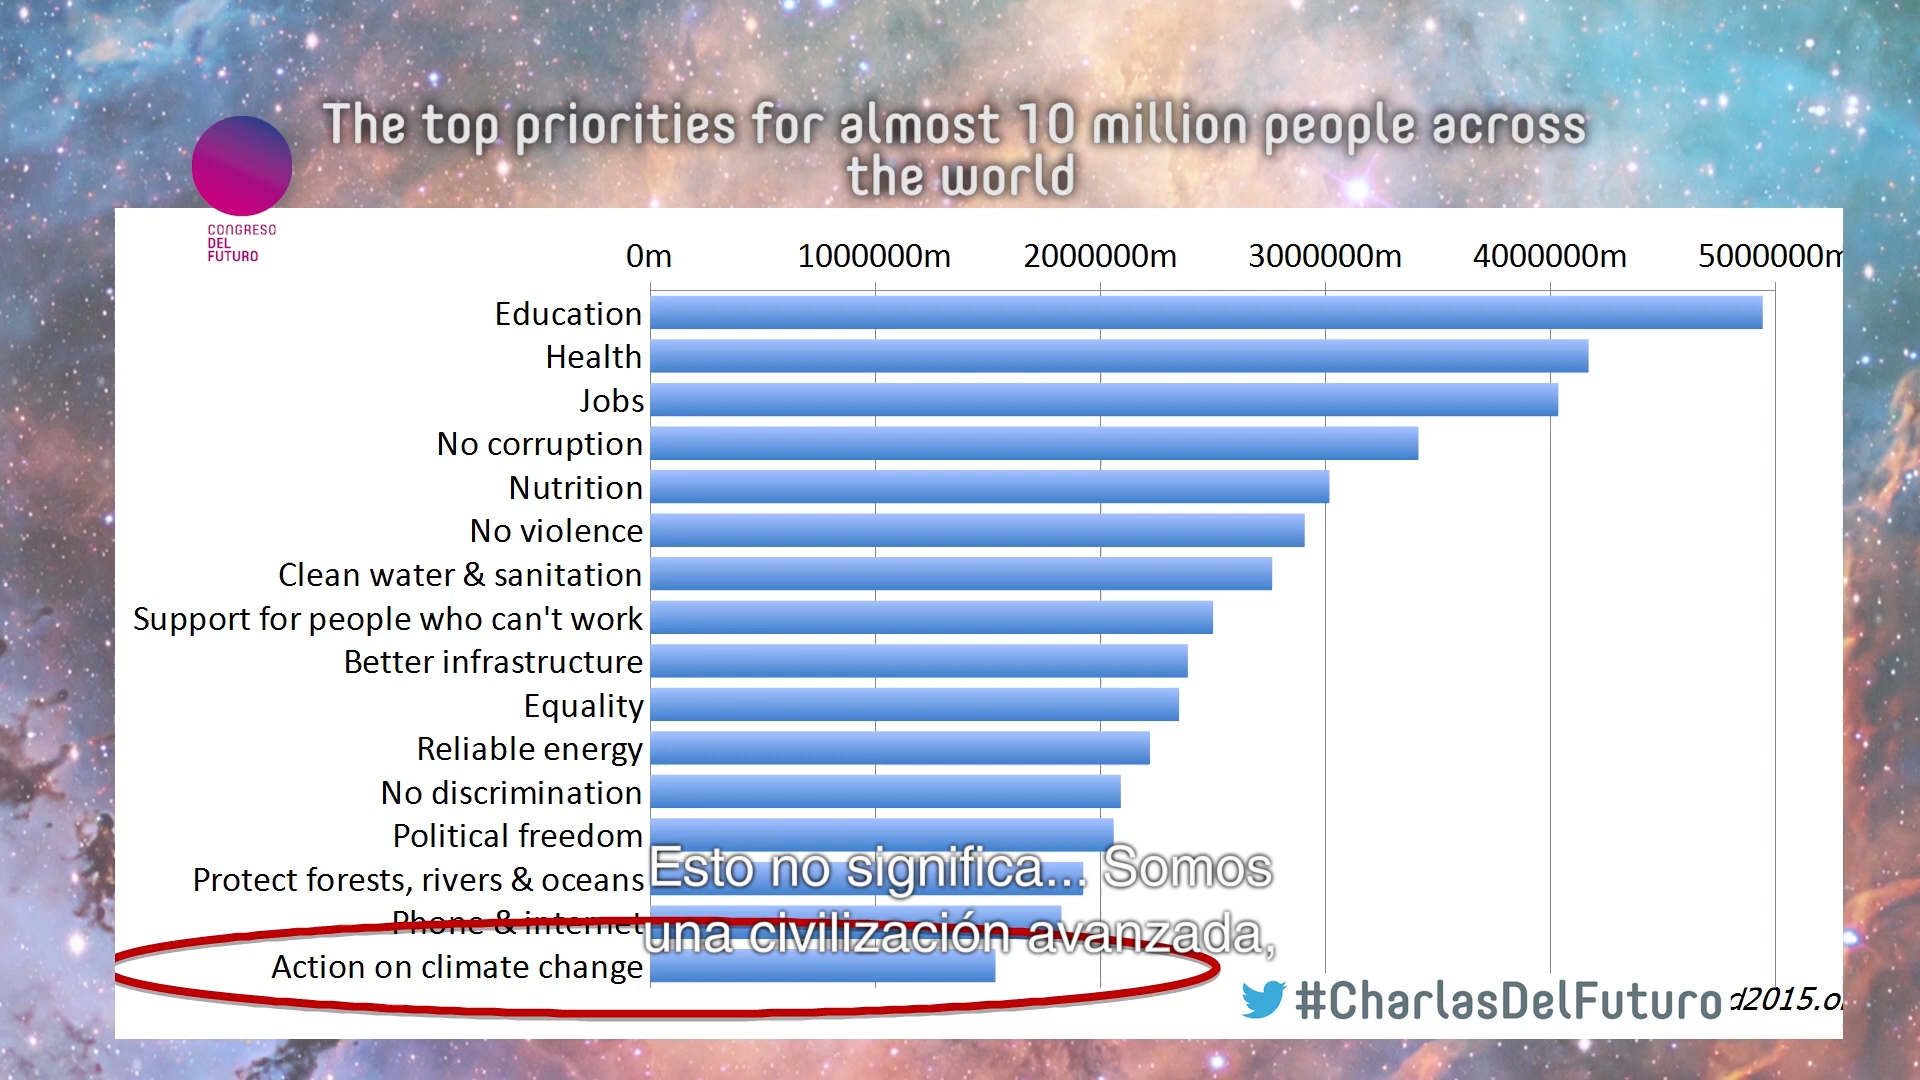 The top priorities for almost 10 million people across
the world
CONGRESO
DEL
FUTURO
0m 1000000m 2000000m 3000000m 4000000m 5000000m
Education
Health
Jobs
No corruption
Nutrition
No violence
Clean water & sanitation
Support for people who can't work
Better infrastructure
Equality
Reliable energy
No discrimination
Political freedom
Protect forests, rivers & oceans
Phone & internet
Action on climate change
Esto no significa... Somos
una civilización avanzada,
#CharlasDelFuturo